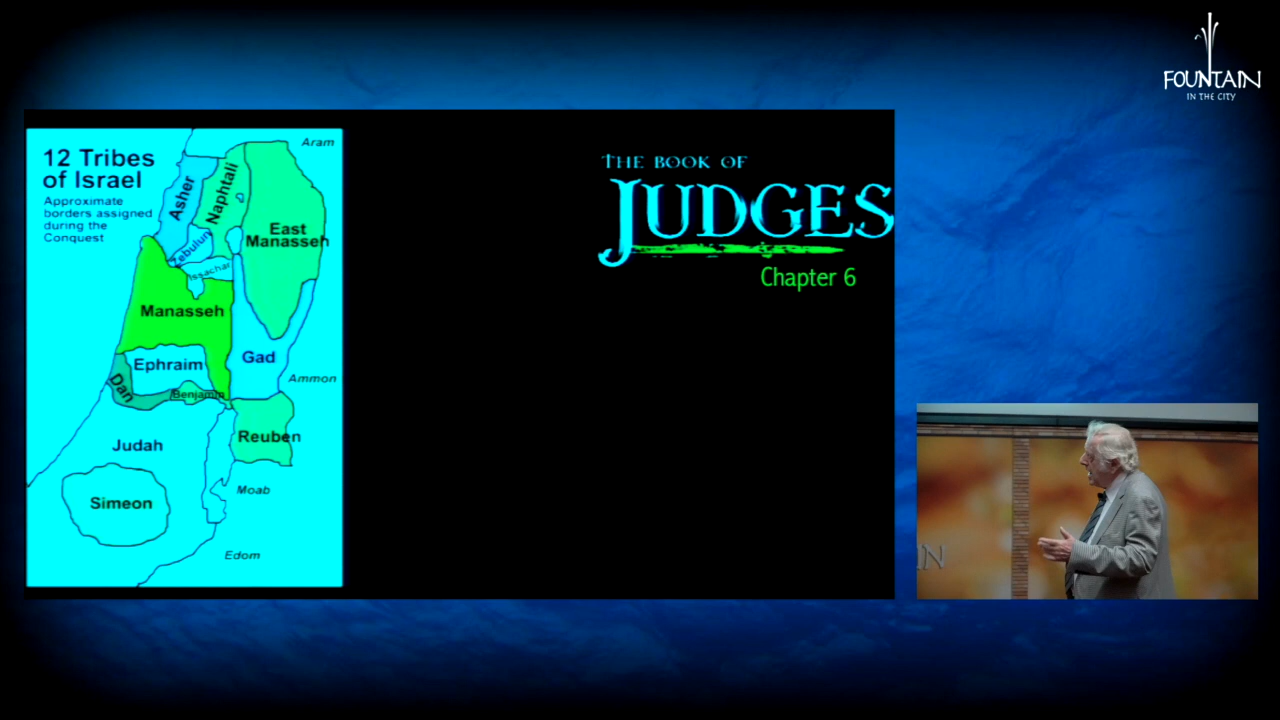 FOUNTAIN
IN THE CITY
12 Tribes
of Israel
Approximate
borders assigned
during the
Conquest
Aram
Asher
Naphtali
Zebulun
Issachar
East
Manasseh
Manasseh
Ephraim
Gad
Dan
Benjamin
Ammon
Judah
Reuben
Simeon
Moab
Edom
THE BOOK OF
JUDGES
Chapter 6
IN